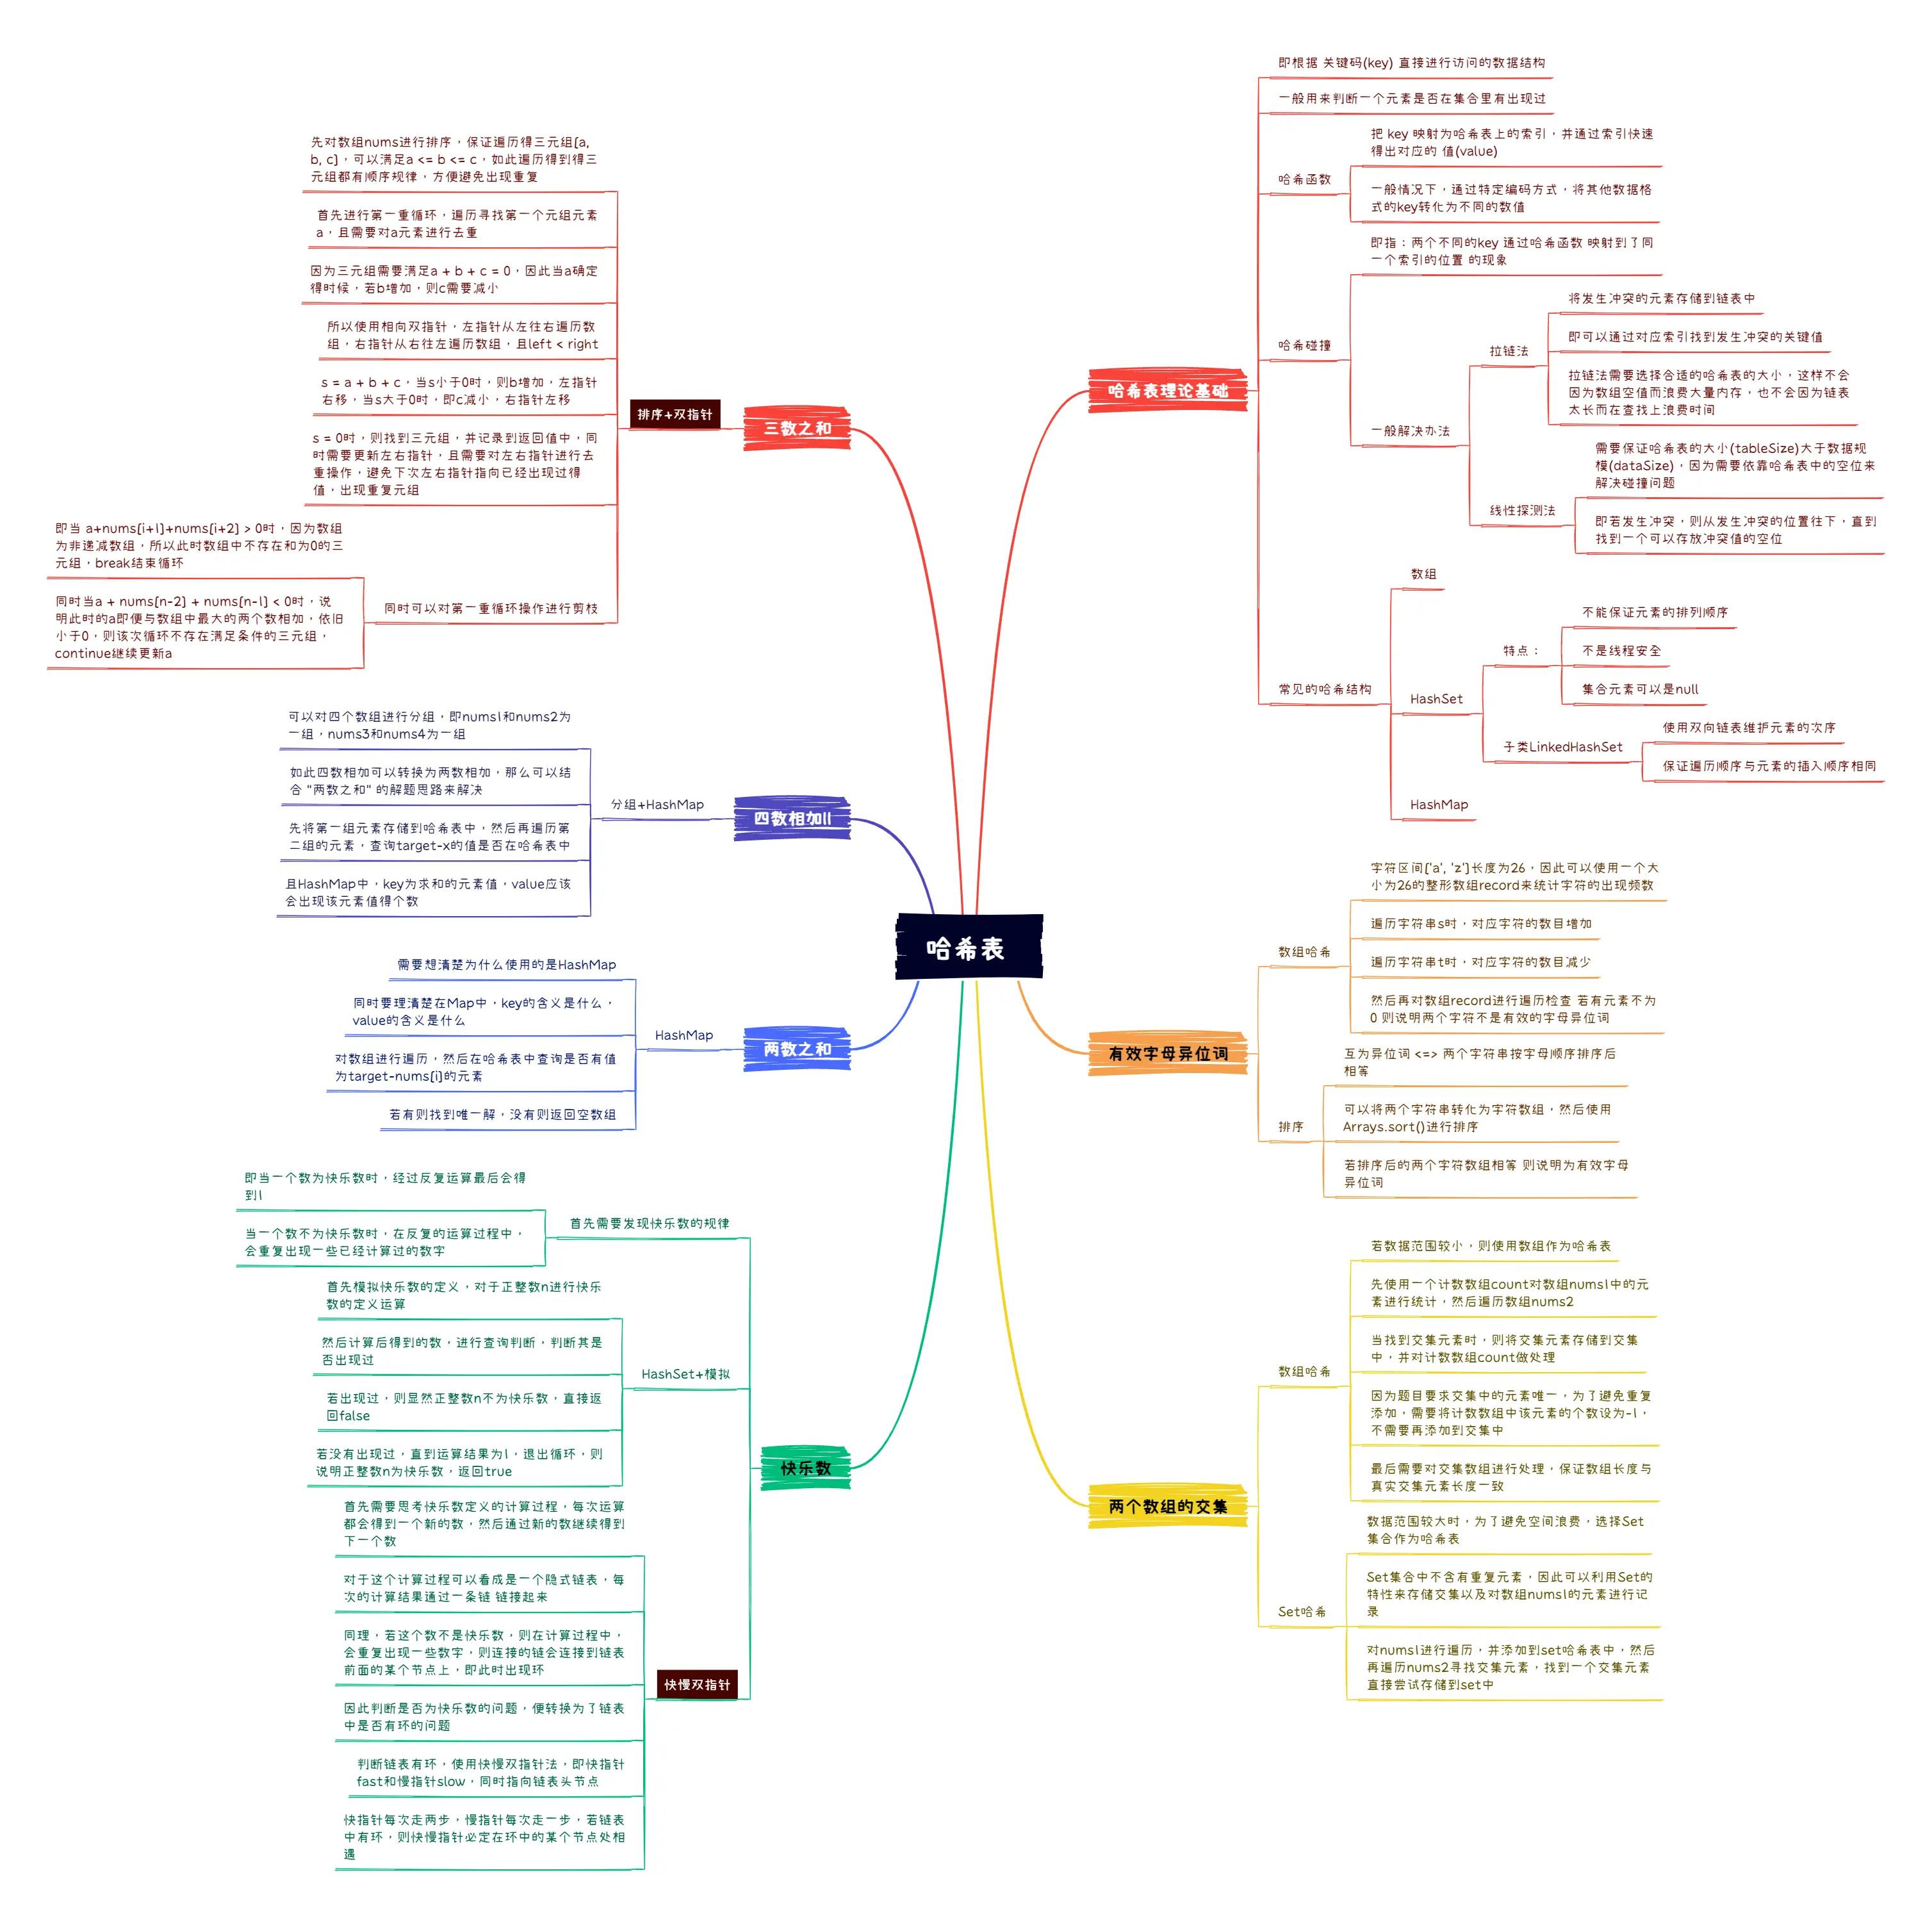 哈希表
哈希表理论基础
即根据 关键码(key) 直接进行访问的数据结构
一般用来判断一个元素是否在集合里有出现过
哈希函数
把 key 映射为哈希表上的索引，并通过索引快速
得出对应的 值(value)
一般情况下，通过特定编码方式，将其他数据格
式的key转化为不同的数值
哈希碰撞
即指：两个不同的key 通过哈希函数 映射到了同
一个索引的位置 的现象
一般解决办法
拉链法
将发生冲突的元素存储到链表中
即可以通过对应索引找到发生冲突的关键值
拉链法需要选择合适的哈希表的大小，这样不会
因为数组空值而浪费大量内存，也不会因为链表
太长而在查找上浪费时间
线性探测法
需要保证哈希表的大小(tableSize)大于数据规
模(dataSize)，因为需要依靠哈希表中的空位来
解决碰撞问题
即若发生冲突，则从发生冲突的位置往下，直到
找到一个可以存放冲突值的空位
常见的哈希结构
数组
HashSet
特点：
不能保证元素的排列顺序
不是线程安全
集合元素可以是null
子类LinkedHashSet
使用双向链表维护元素的次序
保证遍历顺序与元素的插入顺序相同
HashMap
有效字母异位词
数组哈希
字符区间['a', 'z']长度为26，因此可以使用一个大
小为26的整形数组record来统计字符的出现频数
遍历字符串s时，对应字符的数目增加
遍历字符串t时，对应字符的数目减少
然后再对数组record进行遍历检查 若有元素不为
0 则说明两个字符不是有效的字母异位词
排序
互为异位词 <=> 两个字符串按字母顺序排序后
相等
可以将两个字符串转化为字符数组，然后使用
Arrays.sort()进行排序
若排序后的两个字符数组相等 则说明为有效字母
异位词
两个数组的交集
数组哈希
若数据范围较小，则使用数组作为哈希表
先使用一个计数数组count对数组nums1中的元
素进行统计，然后遍历数组nums2
当找到交集元素时，则将交集元素存储到交集
中，并对计数数组count做处理
因为题目要求交集中的元素唯一，为了避免重复
添加，需要将计数数组中该元素的个数设为-1，
不需要再添加到交集中
最后需要对交集数组进行处理，保证数组长度与
真实交集元素长度一致
Set哈希
数据范围较大时，为了避免空间浪费，选择Set
集合作为哈希表
Set集合中不含有重复元素，因此可以利用Set的
特性来存储交集以及对数组nums1的元素进行记
录
对nums1进行遍历，并添加到set哈希表中，然后
再遍历nums2寻找交集元素，找到一个交集元素
直接尝试存储到set中
三数之和
排序+双指针
先对数组nums进行排序，保证遍历得三元组[a,
b, c]，可以满足a <= b <= c，如此遍历得到得三
元组都有顺序规律，方便避免出现重复
首先进行第一重循环，遍历寻找第一个元组元素
a，且需要对a元素进行去重
因为三元组需要满足a + b + c = 0，因此当a确定
得时候，若b增加，则c需要减小
所以使用相向双指针，左指针从左往右遍历数
组，右指针从右往左遍历数组，且left < right
s = a + b + c，当s小于0时，则b增加，左指针
右移，当s大于0时，即c减小，右指针左移
s = 0时，则找到三元组，并记录到返回值中，同
时需要更新左右指针，且需要对左右指针进行去
重操作，避免下次左右指针指向已经出现过得
值，出现重复元组
同时可以对第一重循环操作进行剪枝
即当 a+nums[i+1]+nums[i+2] > 0时，因为数组
为非递减数组，所以此时数组中不存在和为0的三
元组，break结束循环
同时当a + nums[n-2] + nums[n-1] < 0时，说
明此时的a即便与数组中最大的两个数相加，依旧
小于0，则该次循环不存在满足条件的三元组，
continue继续更新a
四数相加II
分组+HashMap
可以对四个数组进行分组，即nums1和nums2为
一组，nums3和nums4为一组
如此四数相加可以转换为两数相加，那么可以结
合 "两数之和" 的解题思路来解决
先将第一组元素存储到哈希表中，然后再遍历第
二组的元素，查询target-x的值是否在哈希表中
且HashMap中，key为求和的元素值，value应该
会出现该元素值得个数
两数之和
HashMap
需要想清楚为什么使用的是HashMap
同时要理清楚在Map中，key的含义是什么，
value的含义是什么
对数组进行遍历，然后在哈希表中查询是否有值
为target-nums[i]的元素
若有则找到唯一解，没有则返回空数组
快乐数
首先需要发现快乐数的规律
即当一个数为快乐数时，经过反复运算最后会得
到1
当一个数不为快乐数时，在反复的运算过程中，
会重复出现一些已经计算过的数字
HashSet+模拟
首先模拟快乐数的定义，对于正整数n进行快乐
数的定义运算
然后计算后得到的数，进行查询判断，判断其是
否出现过
若出现过，则显然正整数n不为快乐数，直接返
回false
若没有出现过，直到运算结果为1，退出循环，则
说明正整数n为快乐数，返回true
快慢双指针
首先需要思考快乐数定义的计算过程，每次运算
都会得到一个新的数，然后通过新的数继续得到
下一个数
对于这个计算过程可以看成是一个隐式链表，每
次的计算结果通过一条链 链接起来
同理，若这个数不是快乐数，则在计算过程中，
会重复出现一些数字，则连接的链会连接到链表
前面的某个节点上，即此时出现环
因此判断是否为快乐数的问题，便转换为了链表
中是否有环的问题
判断链表有环，使用快慢双指针法，即快指针
fast和慢指针slow，同时指向链表头节点
快指针每次走两步，慢指针每次走一步，若链表
中有环，则快慢指针必定在环中的某个节点处相
遇